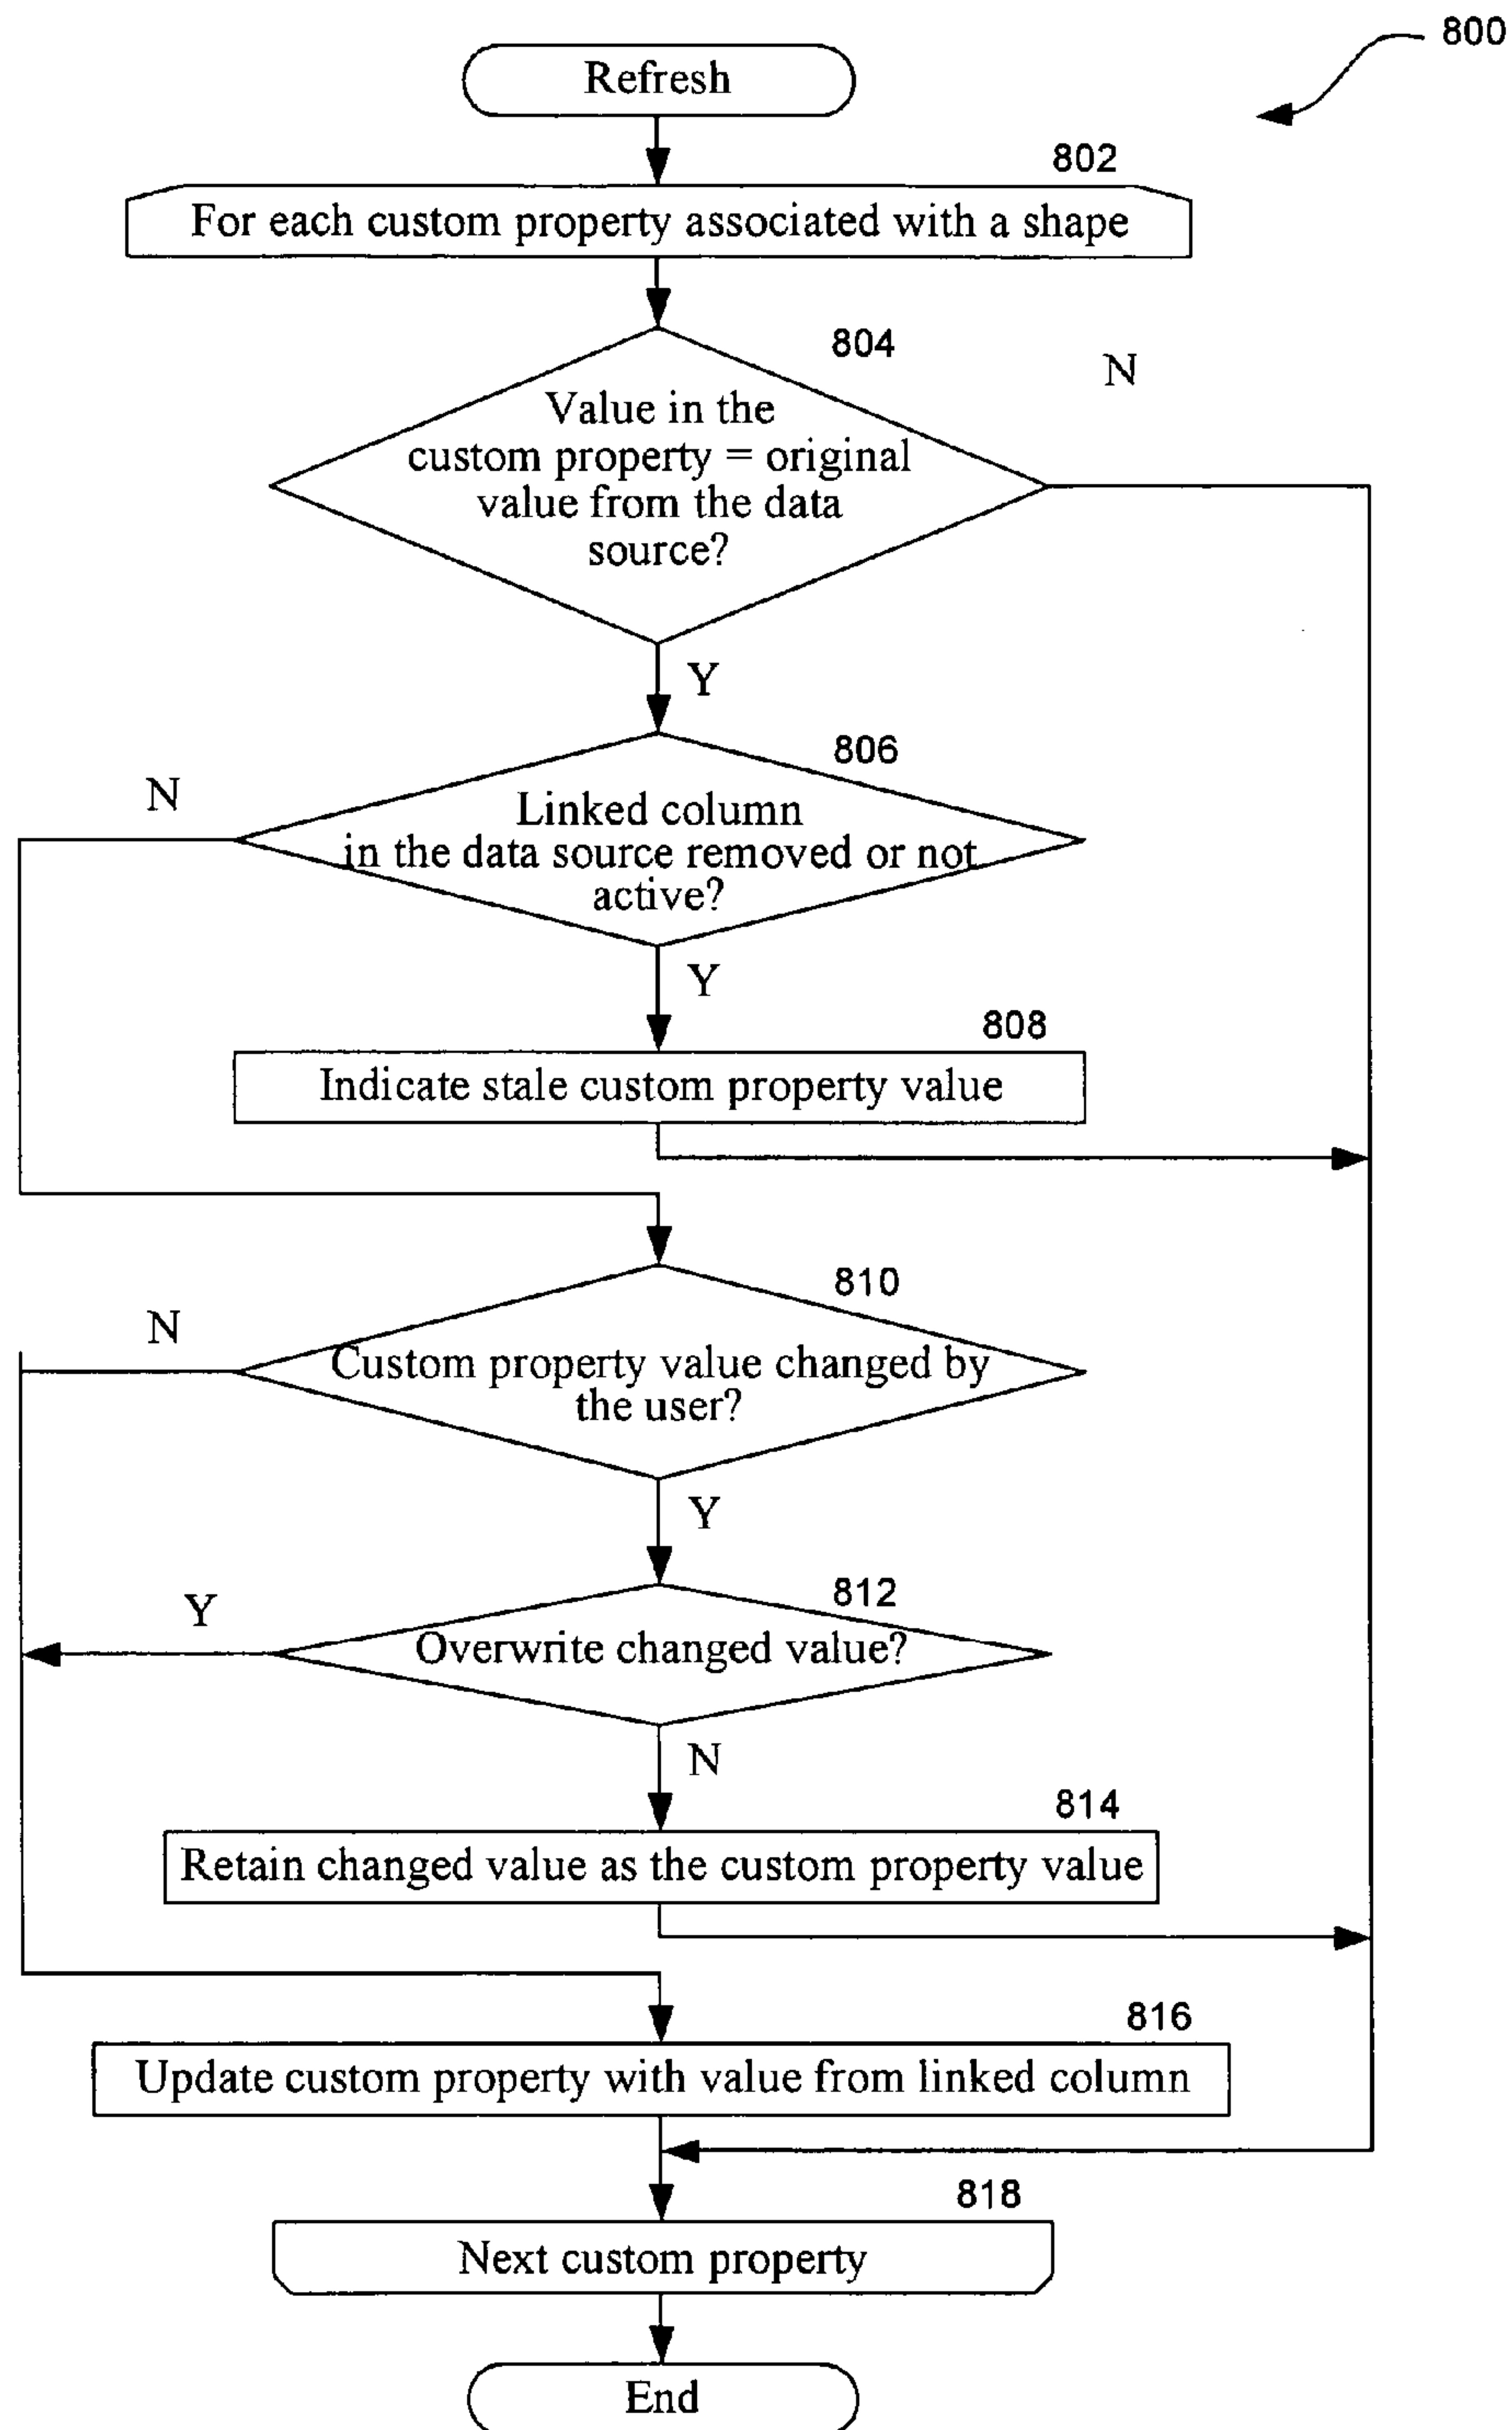 800
Refresh
802
For each custom property associated with a shape
804
N
Value in the
custom property = original
value from the data
source?
Y
806
N
Linked column
in the data source removed or not
active?
Y
808
Indicate stale custom property value
810
N
Custom property value changed by
the user?
Y
812
Y
Overwrite changed value?
N
814
Retain changed value as the custom property value
816
Update custom property with value from linked column
818
Next custom property
End